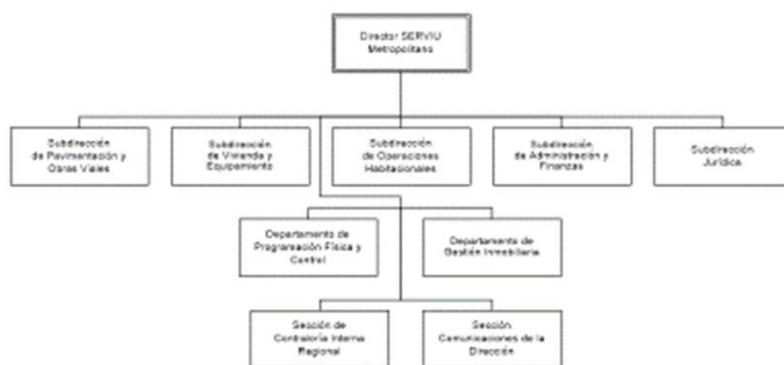 Director SERVIU
Metropolitano
Subdirección
de Pavimentación y
Obras Viales
Subdirección
de Vivienda y
Equipamiento
Subdirección
de Operaciones
Habitacionales
Subdirección
de Administración y
Finanzas
Subdirección
Jurídica
Departamento de
Programación Física y
Control
Departamento de
Gestión Inmobiliaria
Sección de
Contraloría Interna
Regional
Sección
Comunicaciones de la
Dirección